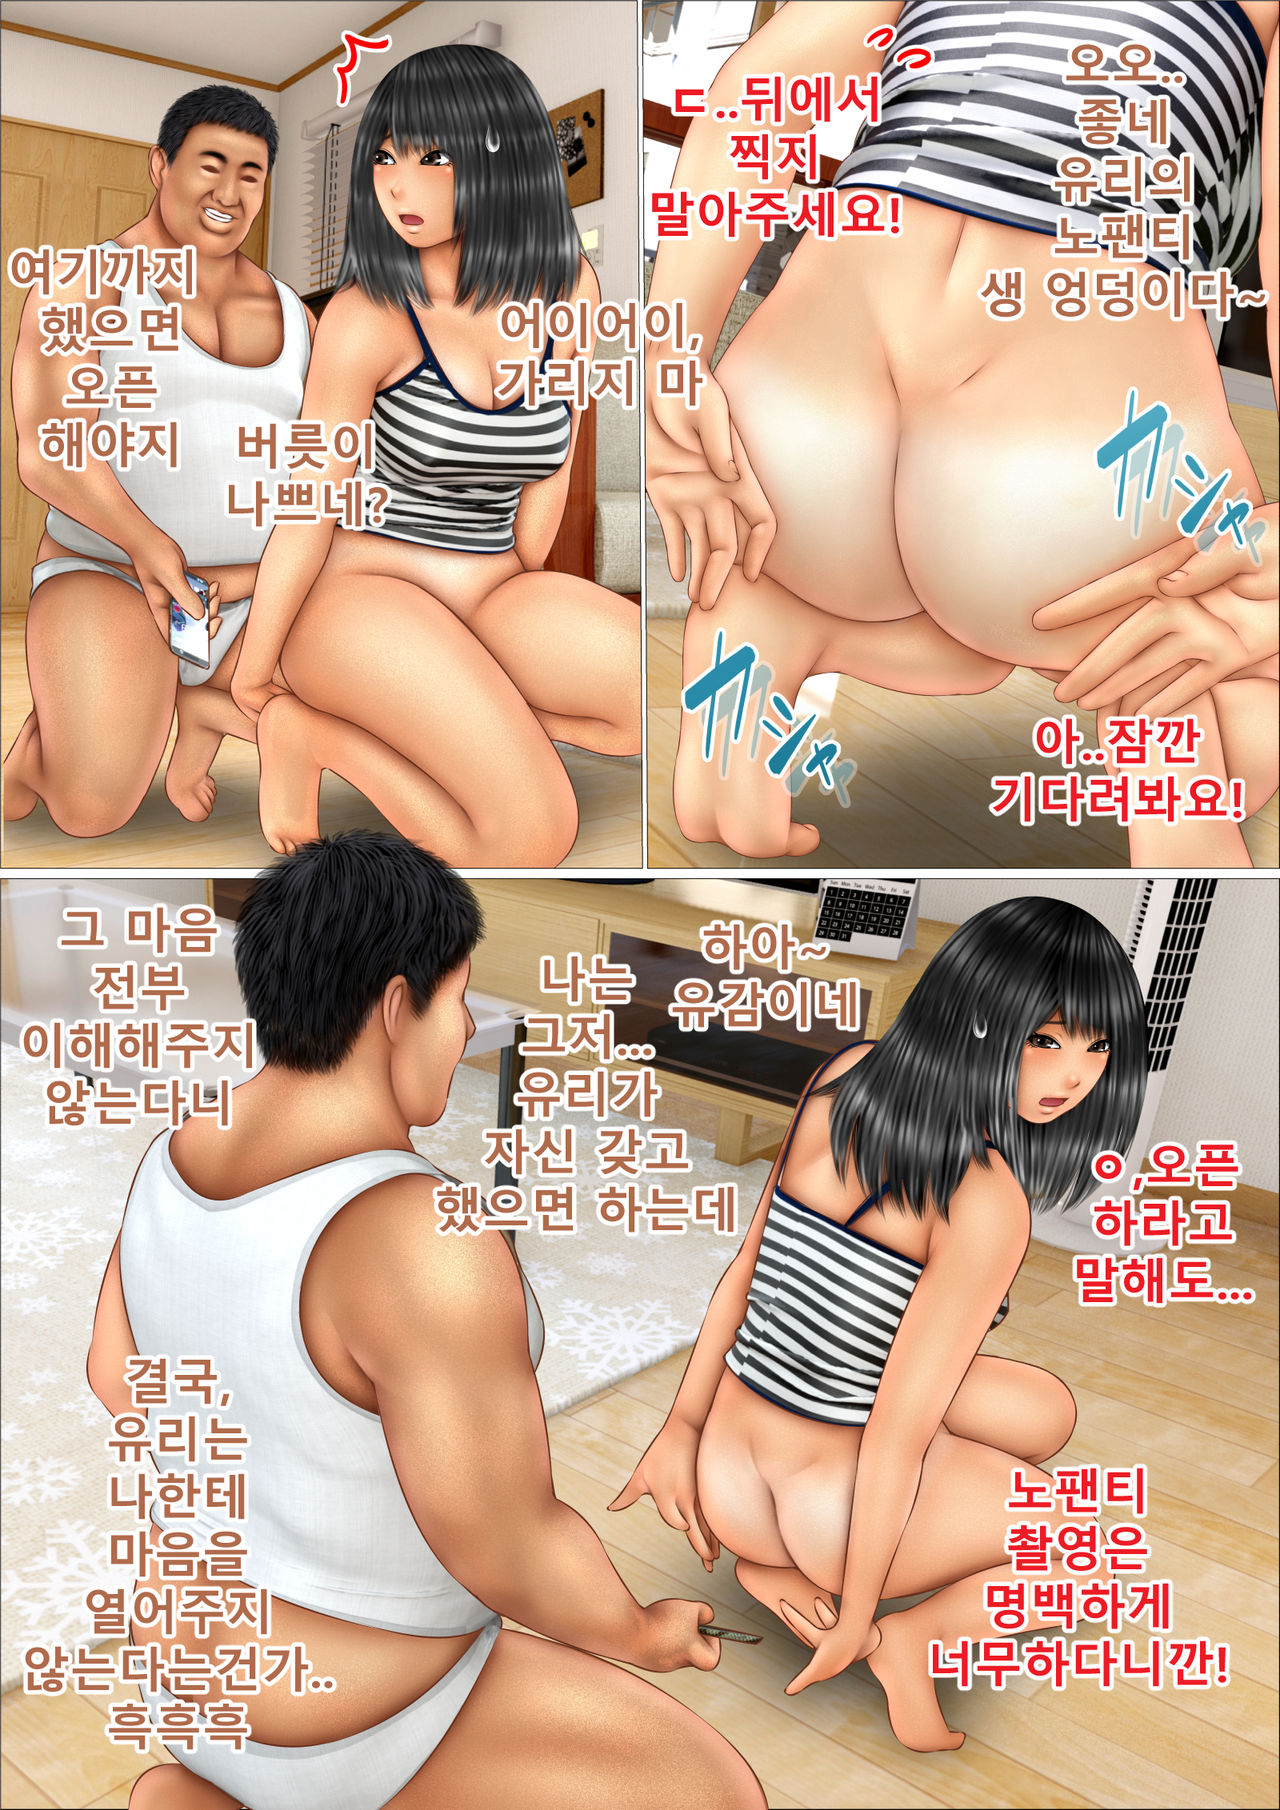 여기까지
했으면
오픈
해야지
버릇이
나쁘네?
어이어이,
가리지 마
ㄷ..뒤에서
찍지
말아주세요!
오오..
좋네
유리의
노팬티
생 엉덩이다~
カシャ
カシャ
아..잠깐
기다려봐요!
그 마음
전부
이해해주지
않는다니
나는
그저...
유리가
자신 갖고
했으면 하는데
하아~
유감이네
ㅇ,오픈
하라고
말해도...
결국,
유리는
나한테
마음을
열어주지
않는다는건가..
흑흑흑
노팬티
촬영은
명백하게
너무하다니깐!
Sun Mon Tue Wed Thu Fri Sat